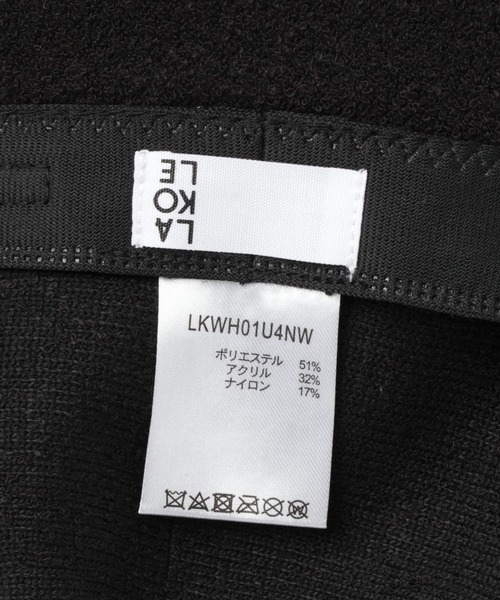 LA
KO
LE
LKWH01U4NW
ポリエステル 51%
アクリル 32%
ナイロン 17%